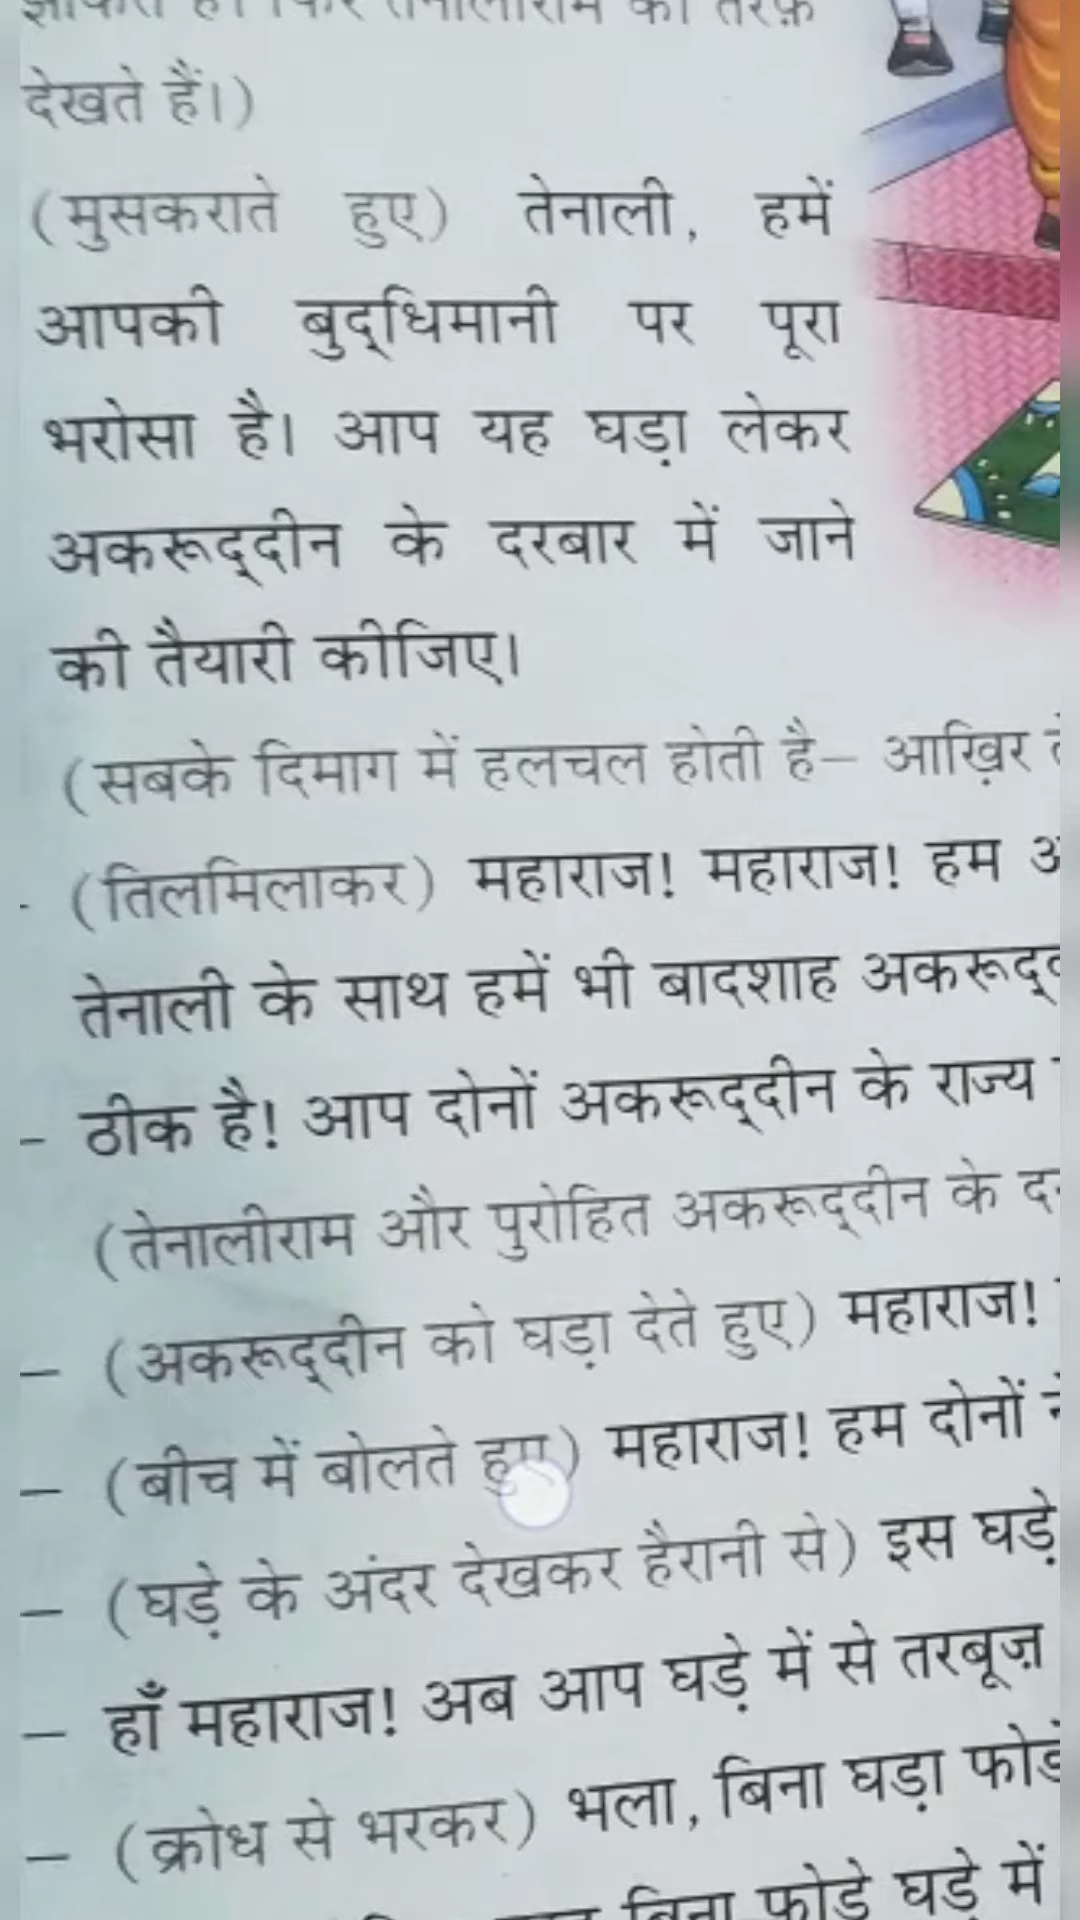 देखते हैं।)
(मुसकराते हुए) तेनाली, हमें
आपकी बुद्धिमानी पर पूरा
भरोसा है। आप यह घड़ा लेकर
अकरूद्दीन के दरबार में जाने
की तैयारी कीजिए।
(सबके दिमाग में हलचल होती है– आख़िर
- (तिलमिलाकर) महाराज! महाराज! हम
तेनाली के साथ हमें भी बादशाह
– ठीक है! आप दोनों अकरूद्दीन के राज्य
(तेनालीराम और पुरोहित अकरूद्दीन के
– (अकरूद्दीन को घड़ा देते हुए) महाराज!
– (बीच में बोलते हुए) महाराज! हम दोनों
– (घड़े के अंदर देखकर हैरानी से) इस घड़े
– हाँ महाराज! अब आप घड़े में से तरबूज़
– (क्रोध से भरकर) भला, बिना घड़ा
बिना फोड़े घड़े में